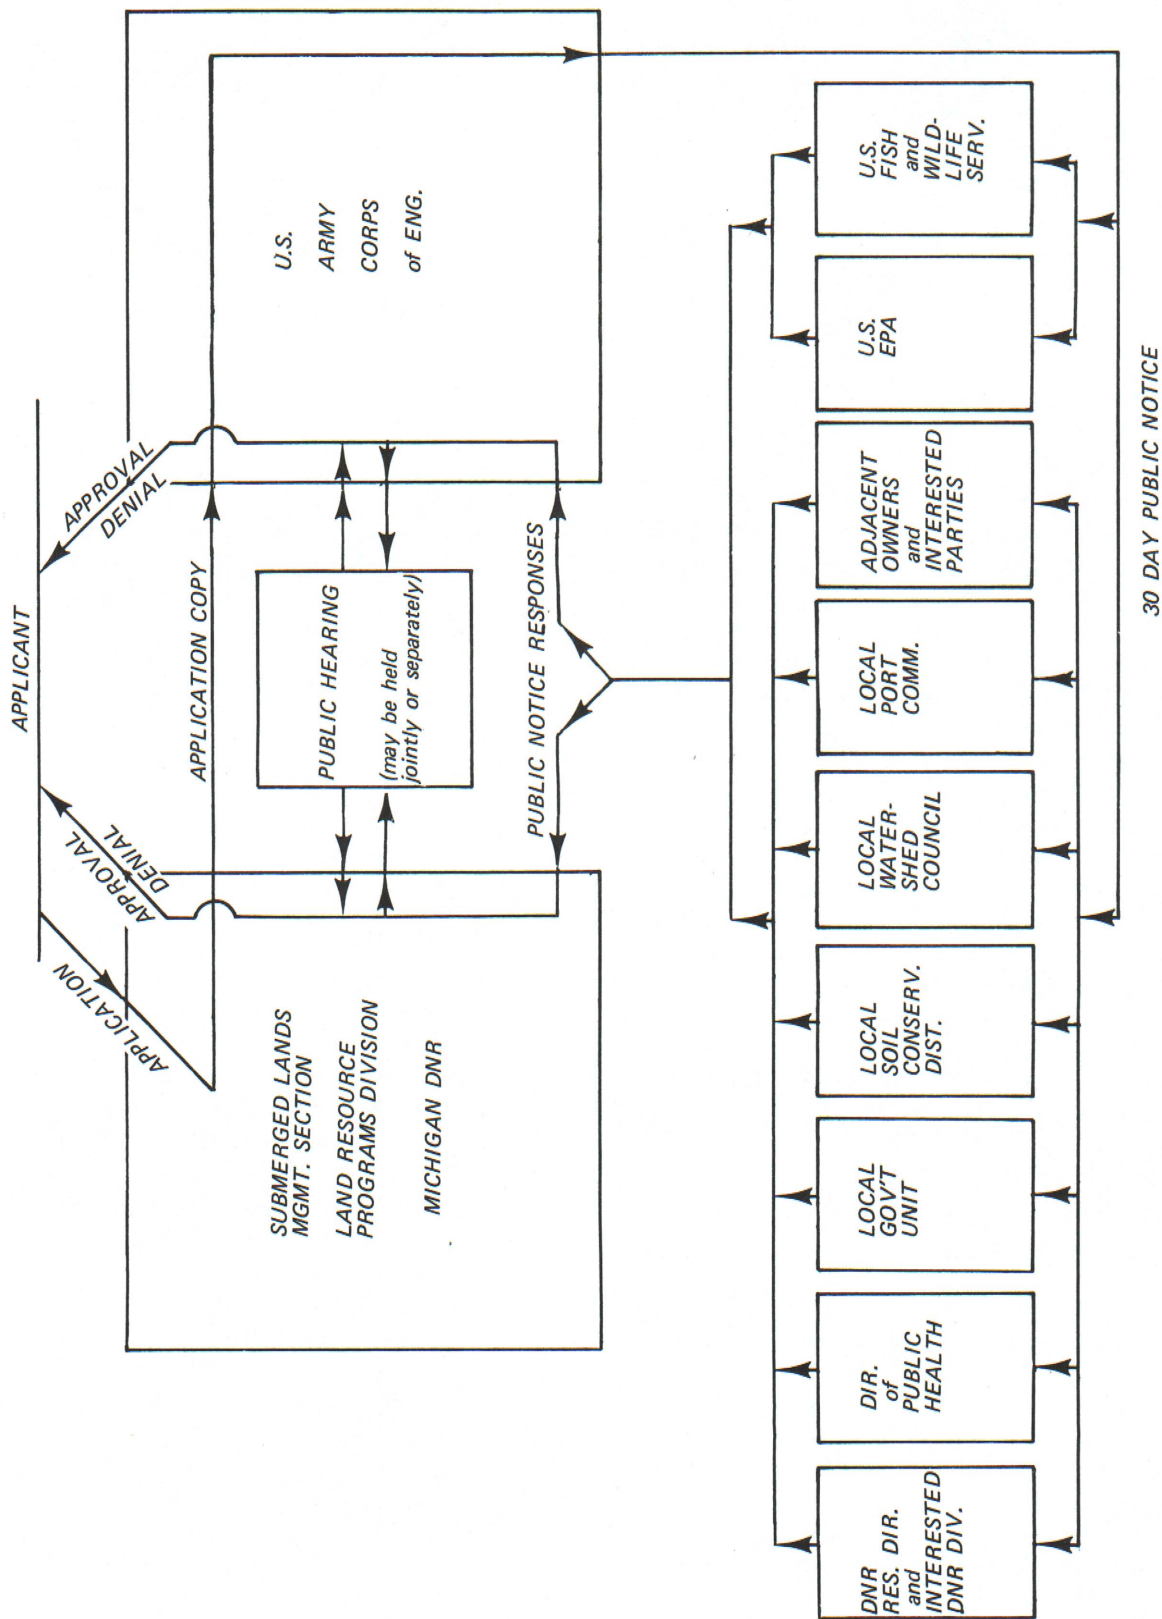 APPLICANT
APPLICATION
APPROVAL
DENIAL
APPROVAL
DENIAL
APPLICATION COPY
SUBMERGED LANDS
MGMT. SECTION
LAND RESOURCE
PROGRAMS DIVISION
MICHIGAN DNR
PUBLIC HEARING
(may be held
jointly or separately)
U.S.
ARMY
CORPS
of ENG.
PUBLIC NOTICE RESPONSES
DNR
RES. DIR.
and
INTERESTED
DNR DIV.
DIR.
of
PUBLIC
HEALTH
LOCAL
GOV'T
UNIT
LOCAL
SOIL
CONSERV.
DIST.
LOCAL
WATER-
SHED
COUNCIL
LOCAL
PORT
COMM.
ADJACENT
OWNERS
and
INTERESTED
PARTIES
U.S.
EPA
U.S.
FISH
and
WILD-
LIFE
SERV.
30 DAY PUBLIC NOTICE